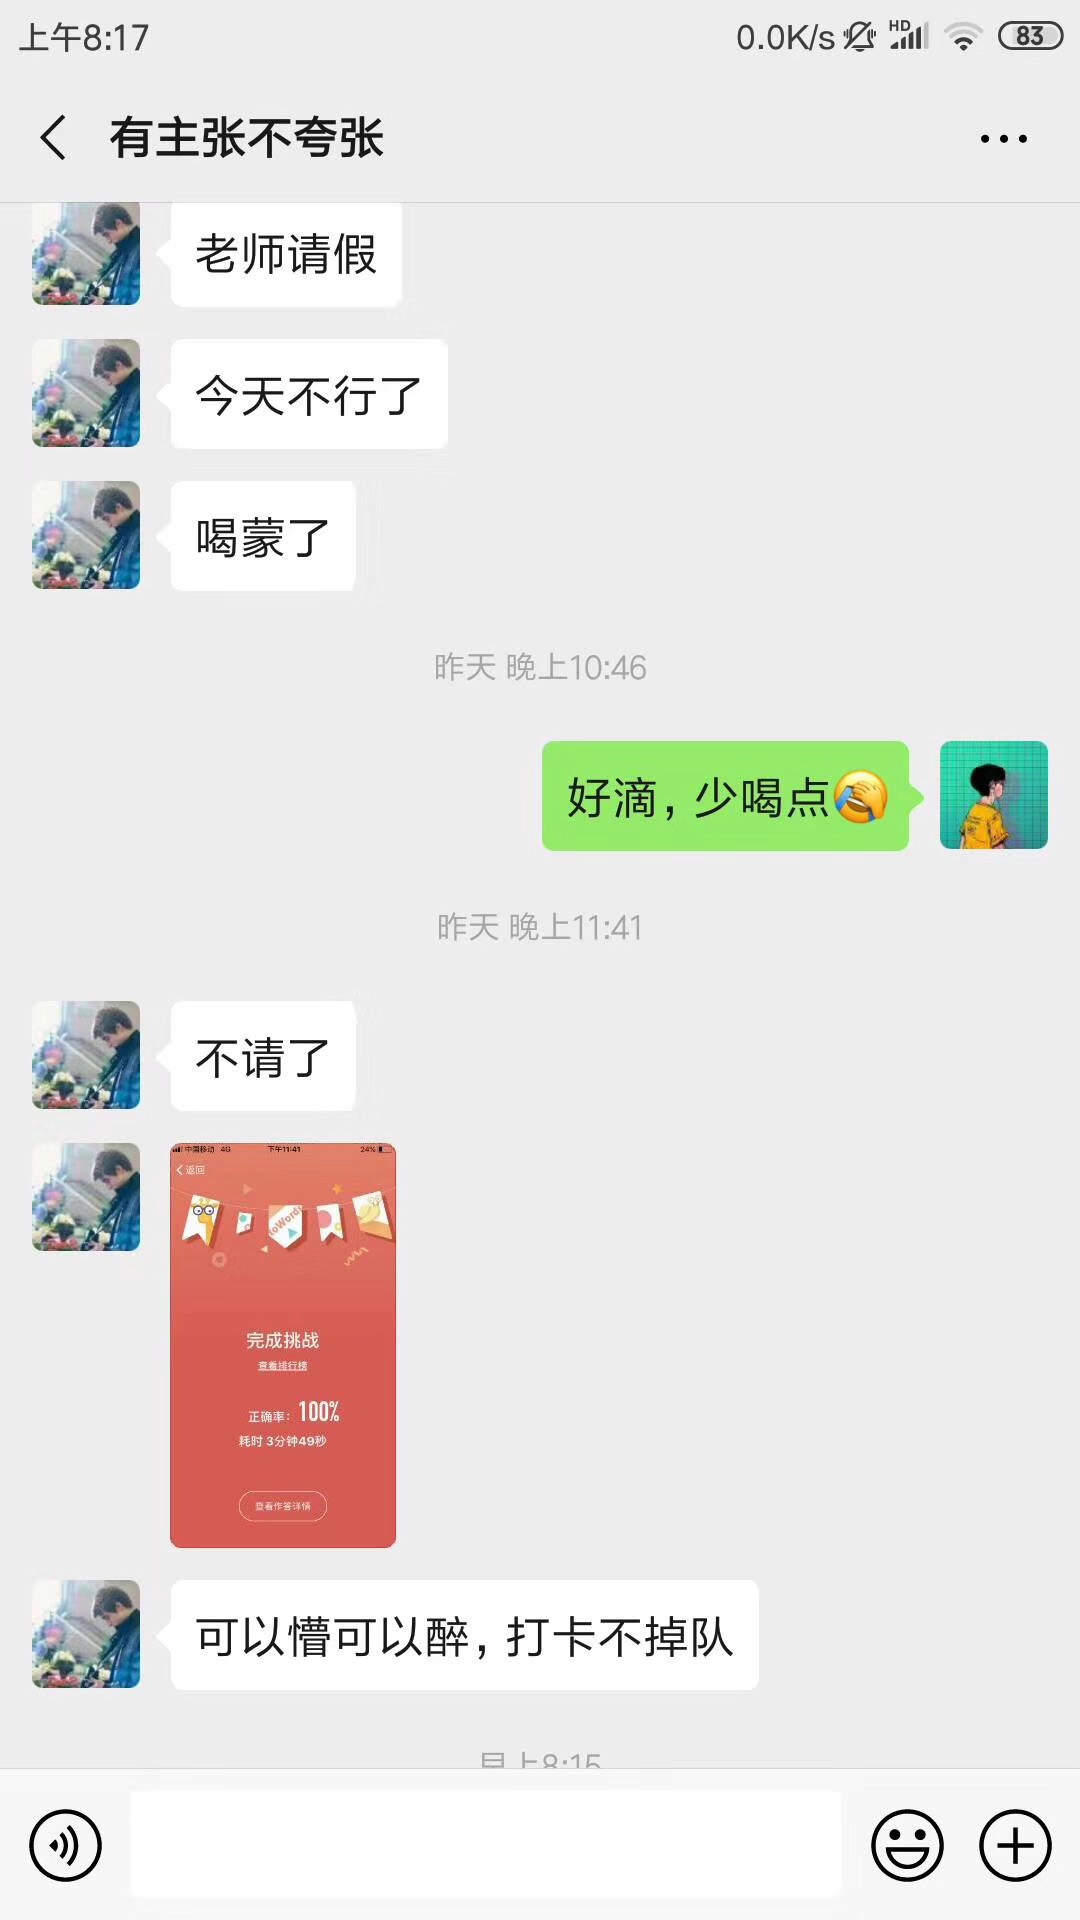 上午8:17
0.0K/s HD 83
有主张不夸张
老师请假
今天不行了
喝蒙了
昨天 晚上10:46
好滴，少喝点🤦
昨天 晚上11:41
不请了
中国移动 4G 下午11:41 24%
返回
oWords
完成挑战
查看排行榜
正确率：100%
耗时 3分钟49秒
查看作答详情
可以懵可以醉，打卡不掉队
早上8:15